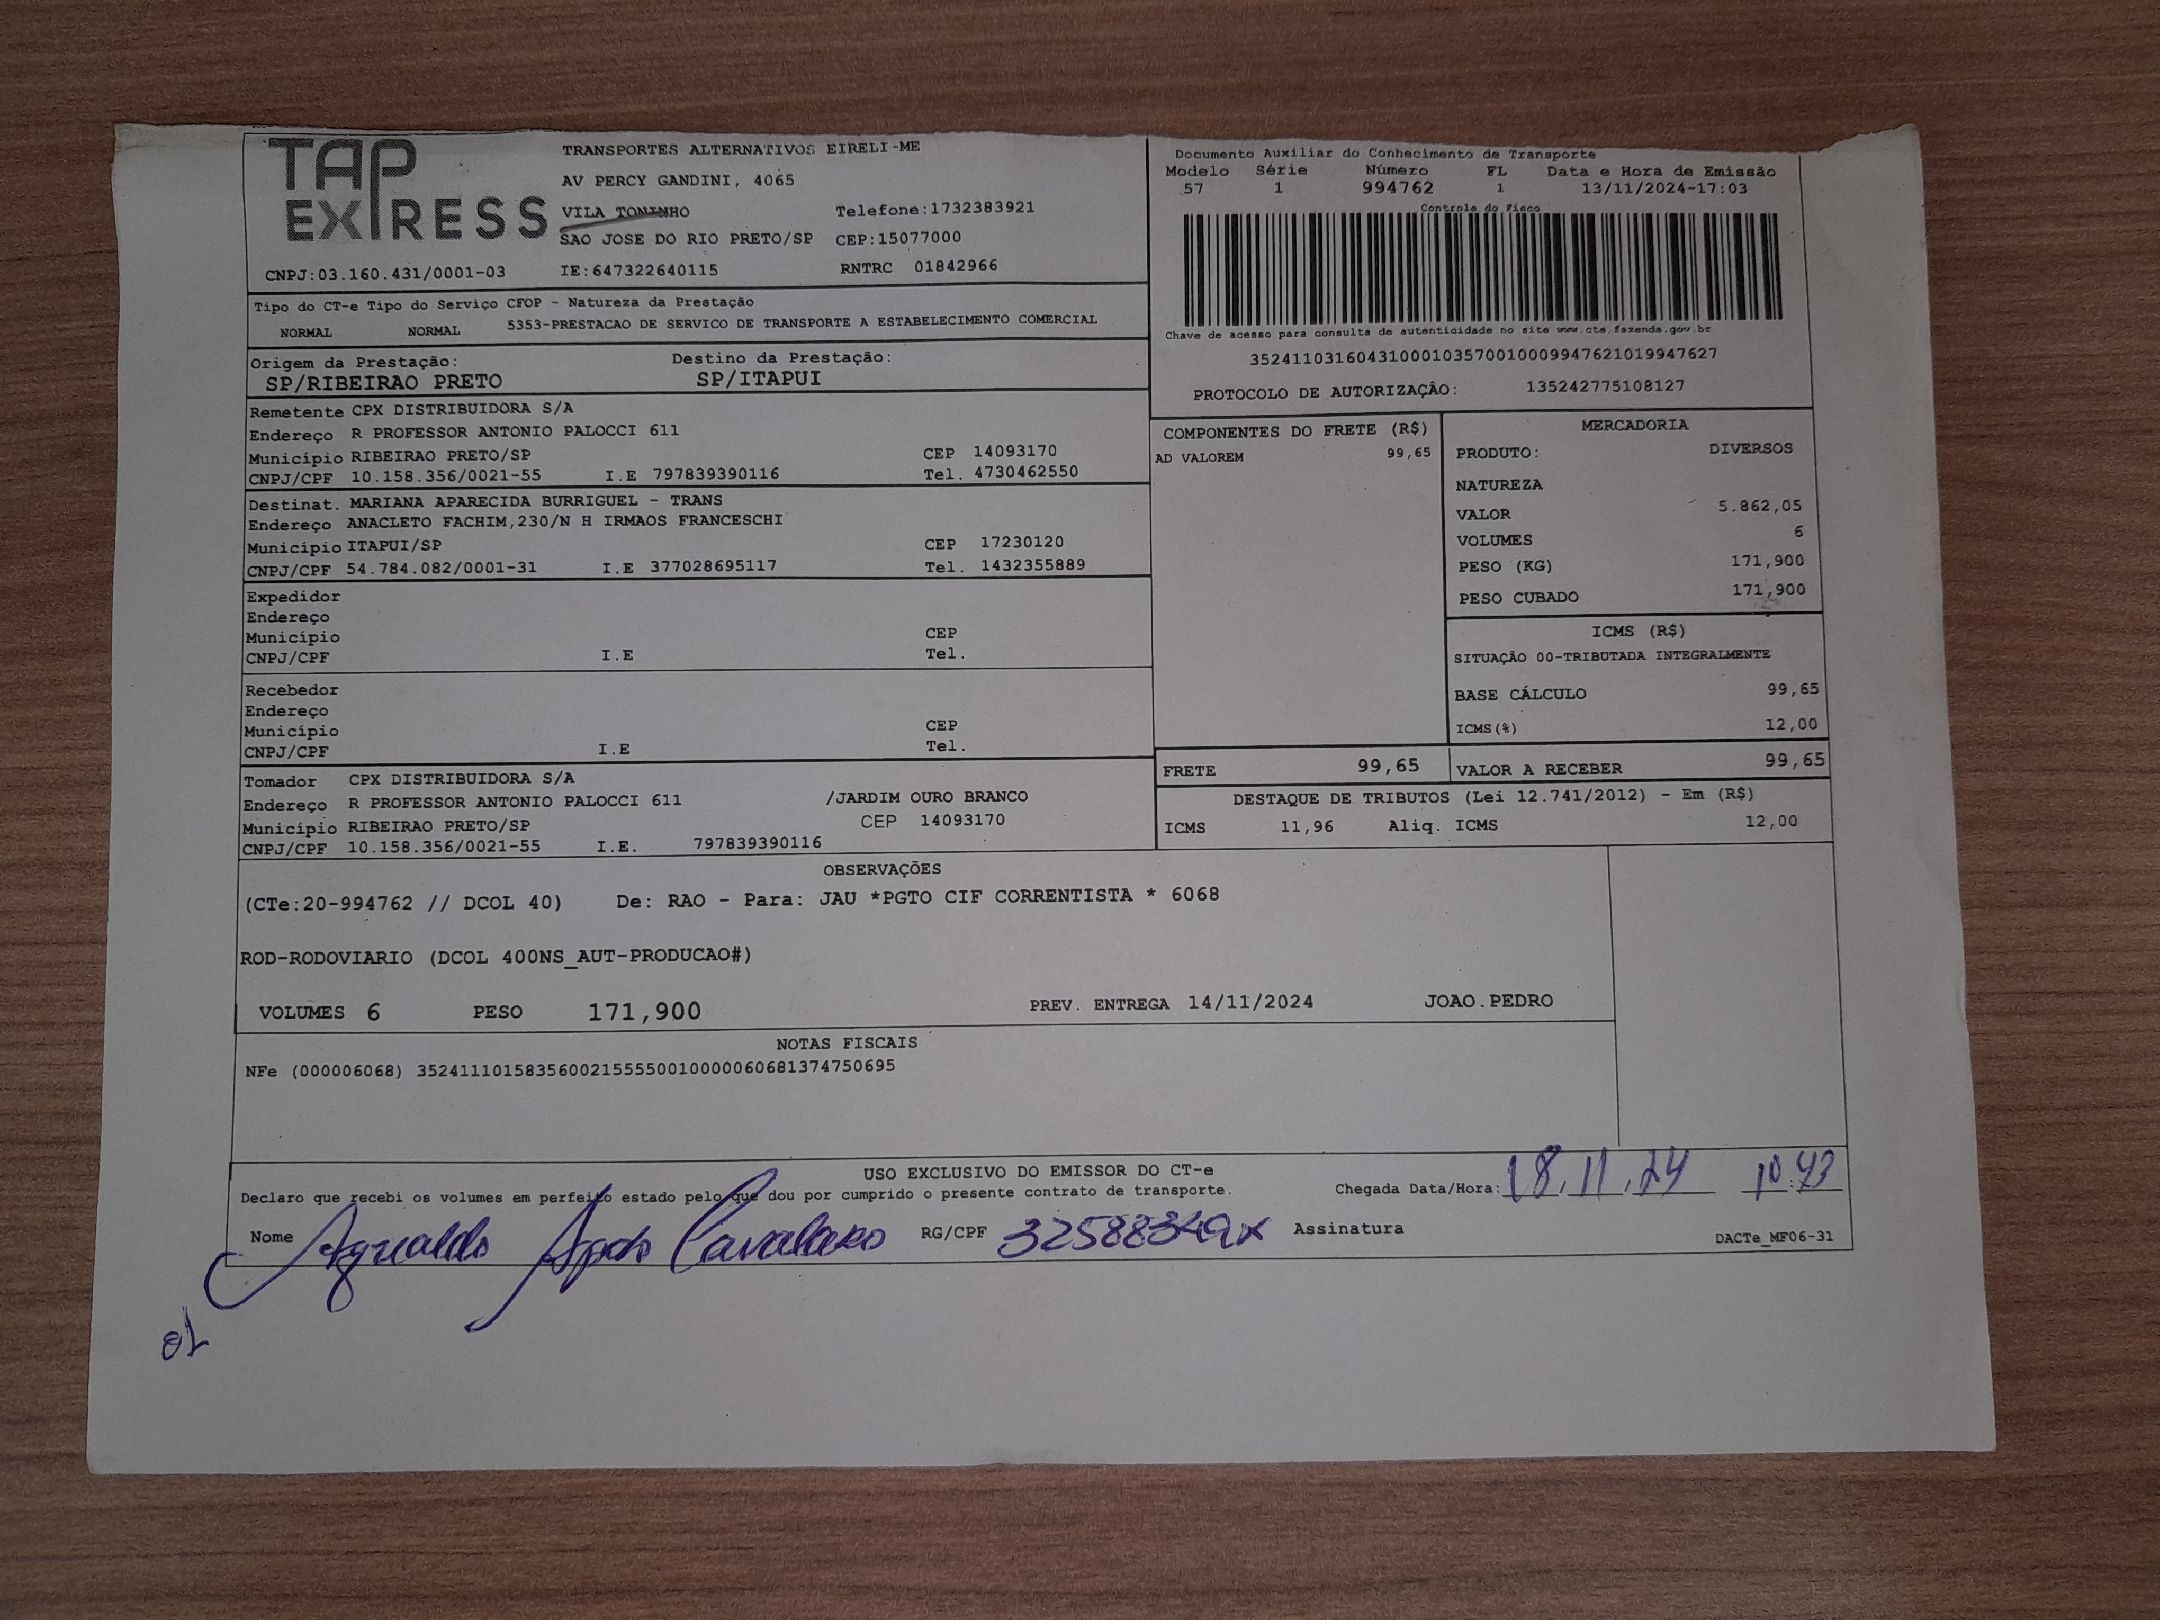 TAP EXPRESS
TRANSPORTES ALTERNATIVOS EIRELI-ME
AV PERCY GANDINI, 4065
VILA TONINHO Telefone:1732383921
SAO JOSE DO RIO PRETO/SP CEP:15077000
CNPJ:03.160.431/0001-03 IE:647322640115 RNTRC 01842966
Documento Auxiliar do Conhecimento de Transporte
Modelo Série Número FL Data e Hora de Emissão
57 1 994762 1 13/11/2024-17:03
Controle do Fisco
Chave de acesso para consulta de autenticidade no site www.cte.fazenda.gov.br
35241103160431000103570010009947621019947627
PROTOCOLO DE AUTORIZAÇÃO: 135242775108127
Tipo do CT-e Tipo do Serviço CFOP - Natureza da Prestação
NORMAL NORMAL 5353-PRESTACAO DE SERVICO DE TRANSPORTE A ESTABELECIMENTO COMERCIAL
Origem da Prestação: Destino da Prestação:
SP/RIBEIRAO PRETO SP/ITAPUI
Remetente CPX DISTRIBUIDORA S/A
Endereço R PROFESSOR ANTONIO PALOCCI 611
Município RIBEIRAO PRETO/SP CEP 14093170
CNPJ/CPF 10.158.356/0021-55 I.E 797839390116 Tel. 4730462550
Destinat. MARIANA APARECIDA BURRIGUEL - TRANS
Endereço ANACLETO FACHIM,230/N H IRMAOS FRANCESCHI
Município ITAPUI/SP CEP 17230120
CNPJ/CPF 54.784.082/0001-31 I.E 377028695117 Tel. 1432355889
Expedidor
Endereço
Município CEP
CNPJ/CPF I.E Tel.
Recebedor
Endereço
Município CEP
CNPJ/CPF I.E Tel.
Tomador CPX DISTRIBUIDORA S/A
Endereço R PROFESSOR ANTONIO PALOCCI 611 /JARDIM OURO BRANCO
Município RIBEIRAO PRETO/SP CEP 14093170
CNPJ/CPF 10.158.356/0021-55 I.E. 797839390116
COMPONENTES DO FRETE (R$)
AD VALOREM 99,65
MERCADORIA
PRODUTO: DIVERSOS
NATUREZA
VALOR 5.862,05
VOLUMES 6
PESO (KG) 171,900
PESO CUBADO 171,900
ICMS (R$)
SITUAÇÃO 00-TRIBUTADA INTEGRALMENTE
BASE CÁLCULO 99,65
ICMS(%) 12,00
FRETE 99,65 VALOR A RECEBER 99,65
DESTAQUE DE TRIBUTOS (Lei 12.741/2012) - Em (R$)
ICMS 11,96 Aliq. ICMS 12,00
OBSERVAÇÕES
(CTe:20-994762 // DCOL 40) De: RAO - Para: JAU *PGTO CIF CORRENTISTA * 6068
ROD-RODOVIARIO (DCOL 400NS_AUT-PRODUCAO#)
VOLUMES 6 PESO 171,900 PREV. ENTREGA 14/11/2024 JOAO.PEDRO
NOTAS FISCAIS
NFe (000006068) 35241110158356002155550010000060681374750695
USO EXCLUSIVO DO EMISSOR DO CT-e
Declaro que recebi os volumes em perfeito estado pelo que dou por cumprido o presente contrato de transporte.
Chegada Data/Hora: 18.11.24 10:43
Nome Agnaldo Apdo Cavalaro RG/CPF 32588349x Assinatura
DACTe_MF06-31